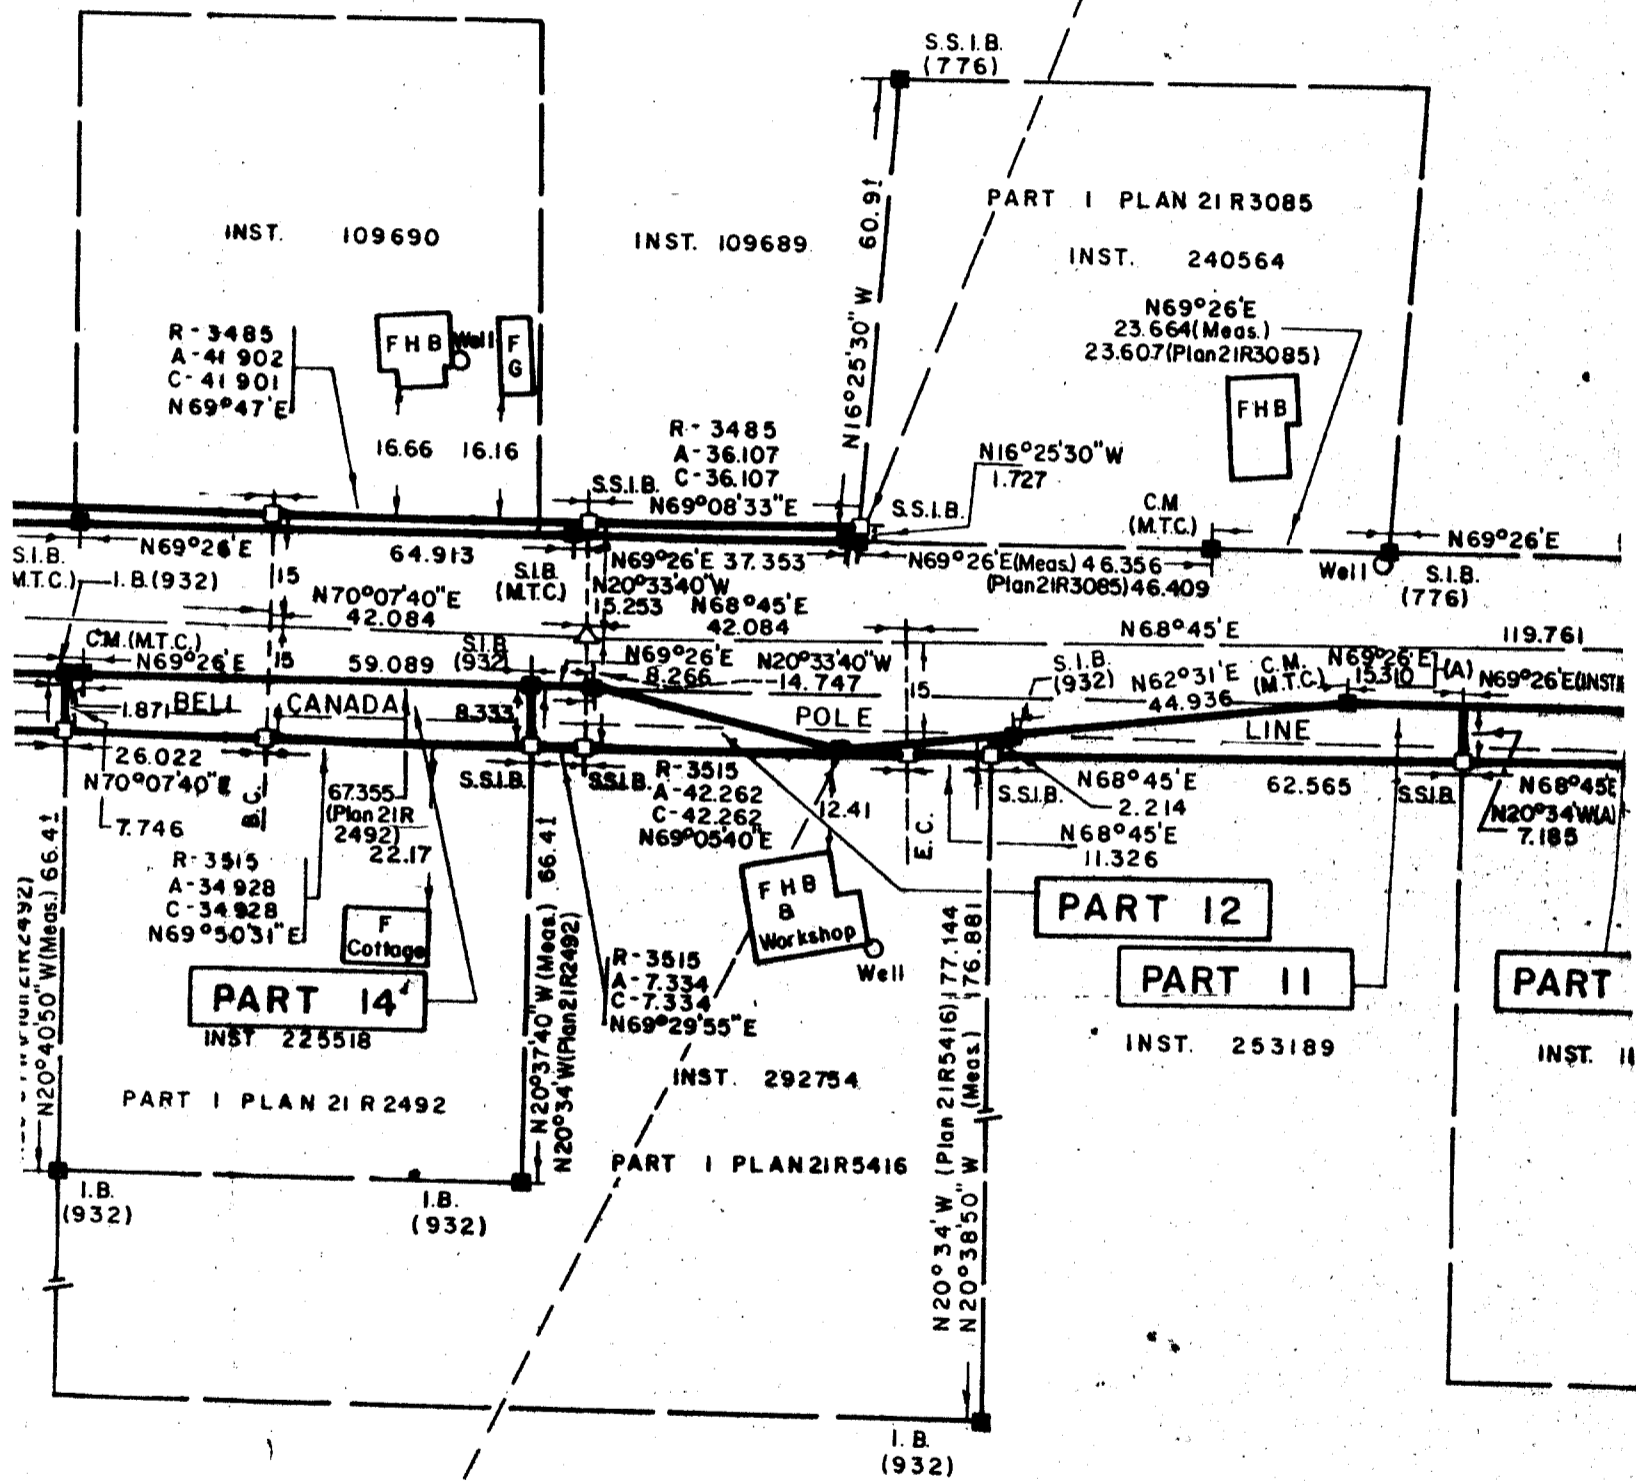 S.S.I.B.
(776)
PART 1 PLAN 21R3085
INST. 109690
INST. 109689
INST. 240564
N16°25'30"W 60.9±
N69°26'E
23.664(Meas.)
23.607(Plan21R3085)
R-3485
A-41 902
C-41 901
N69°47'E
FHB
Well
F
G
FHB
16.66
16.16
R-3485
A-36.107
C-36.107
N69°08'33"E
S.S.I.B.
N16°25'30"W
1.727
S.S.I.B.
C.M
(M.T.C.)
N69°26'E
64.913
N69°26'E 37.353
N69°26'E(Meas.)46.356
(Plan21R3085)46.409
N69°26'E
Well
S.I.B.
(776)
S.I.B.
M.T.C.)
I.B.(932)
15
S.I.B.
(M.T.C.)
N20°33'40"W
15.253
N70°07'40"E
42.084
N68°45'E
42.084
N68°45'E
119.761
C.M.(M.T.C.)
N69°26'E
15
59.089
S.I.B.
(932)
N69°26'E
8.266
N20°33'40"W
14.747
15
S.I.B.
(932)
N62°31'E
44.936
C.M.
(M.T.C.)
N69°26'E
15.310
(A)
N69°26'E(INST
1.871
BELL CANADA
8.333
POLE
LINE
26.022
N70°07'40"E
7.746
B.C.
67.355
(Plan21R
2492)
22.17
S.S.I.B.
S.S.I.B.
R-3515
A-42.262
C-42.262
N69°05'40"E
12.41
E.C.
S.S.I.B.
N68°45'E
2.214
62.565
S.S.I.B.
N68°45'E
N20°34'W(A)
7.185
N68°45'E
11.326
R-3515
A-34 928
C-34.928
N69°50'31"E
F
Cottage
FHB
&
Workshop
Well
PART 12
PART 11
PART
PART 14
INST 225518
R-3515
A-7.334
C-7.334
N69°29'55"E
INST. 253189
INST. 11
INST. 292754
PART 1 PLAN 21R2492
PART 1 PLAN21R5416
N20°40'50"W(Meas.) 66.4±
N20°37'40"W(Meas.) 66.4±
N20°34'W(Plan21R2492)
N20°34'W (Plan21R5416)177.144
N20°38'50"W (Meas.) 176.881
I.B.
(932)
I.B.
(932)
I.B.
(932)